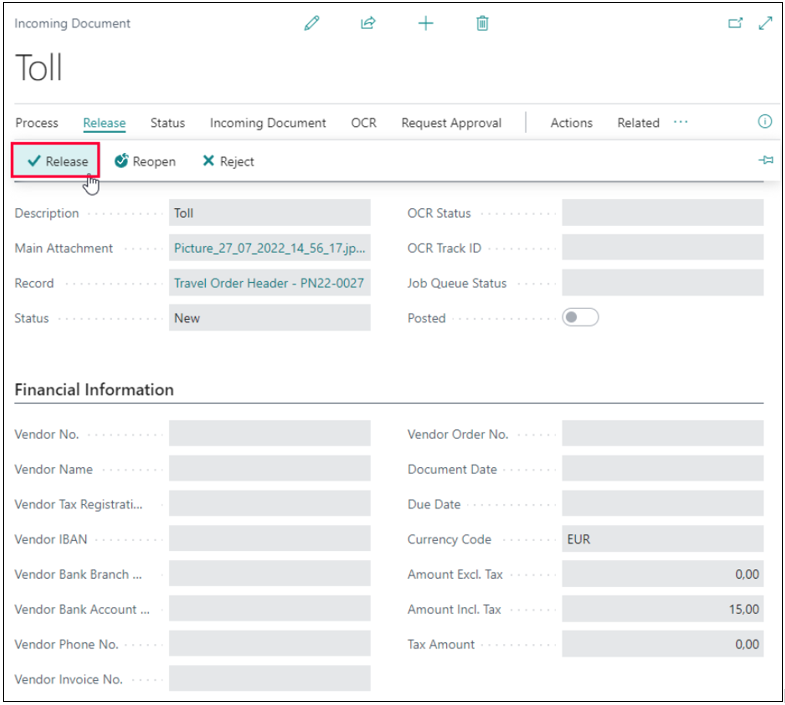 Incoming Document
Toll
Process Release Status Incoming Document OCR Request Approval Actions Related ...
Release Reopen Reject
Description Toll OCR Status
Main Attachment Picture_27_07_2022_14_56_17.jp... OCR Track ID
Record Travel Order Header - PN22-0027 Job Queue Status
Status New Posted
Financial Information
Vendor No. Vendor Order No.
Vendor Name Document Date
Vendor Tax Registrati... Due Date
Vendor IBAN Currency Code EUR
Vendor Bank Branch ... Amount Excl. Tax 0,00
Vendor Bank Account ... Amount Incl. Tax 15,00
Vendor Phone No. Tax Amount 0,00
Vendor Invoice No.